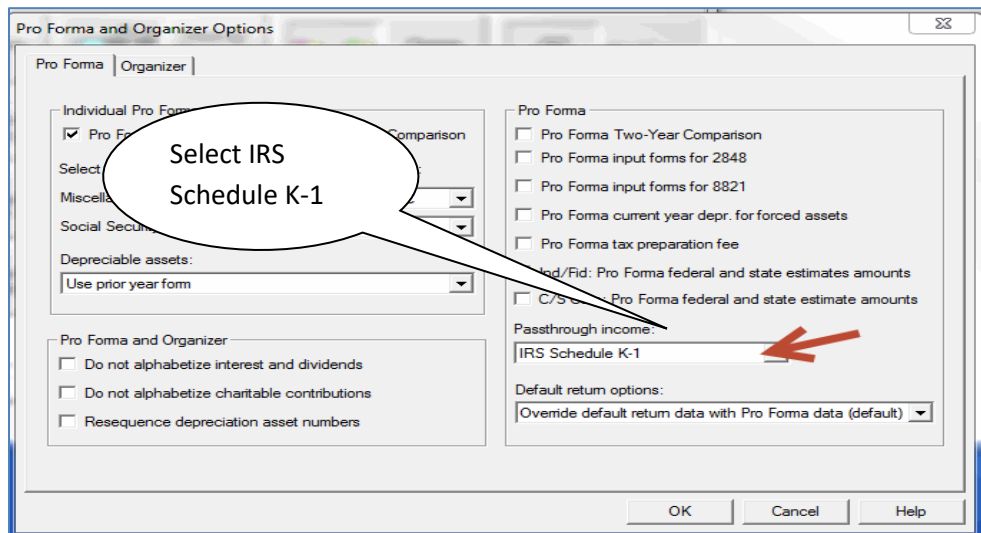 Pro Forma and Organizer Options
Pro Forma
Organizer
Individual Pro Forma
Pro Comparison
Select
Social
Depreciable assets:
Use prior year form
Select IRS
Schedule K-1
Pro Forma and Organizer
Do not alphabetize interest and dividends
Do not alphabetize charitable contributions
Resequence depreciation asset numbers
Pro Forma
Pro Forma Two-Year Comparison
Pro Forma input forms for 2848
Pro Forma input forms for 8821
Pro Forma current year depr. for forced assets
Pro Forma tax preparation fee
Ind/Fid: Pro Forma federal and state estimates amounts
C/S : Pro Forma federal and state estimate amounts
Passthrough income:
IRS Schedule K-1
Default return options:
Override default return data with Pro Forma data (default)
OK
Cancel
Help